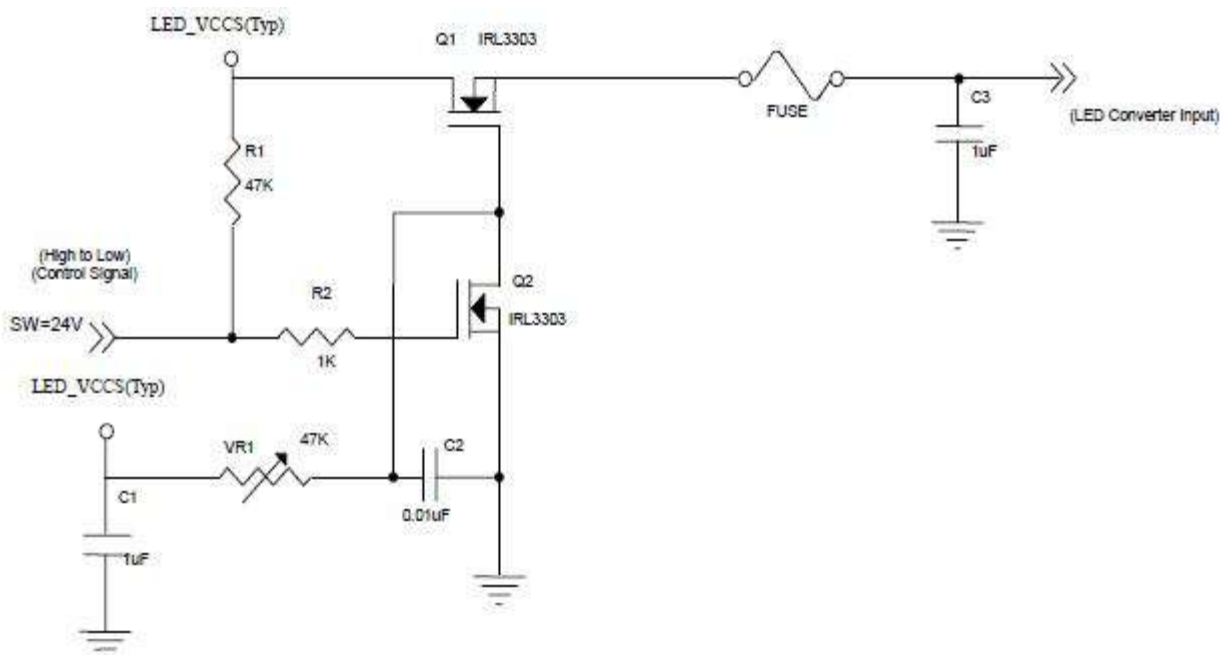 LED_VCCS(Typ)
Q1 IRL3303
FUSE
C3
1uF
(LED Converter Input)
R1
47K
(High to Low)
(Control Signal)
SW=24V
R2
1K
Q2
IRL3303
LED_VCCS(Typ)
VR1
47K
C2
0.01uF
C1
1uF